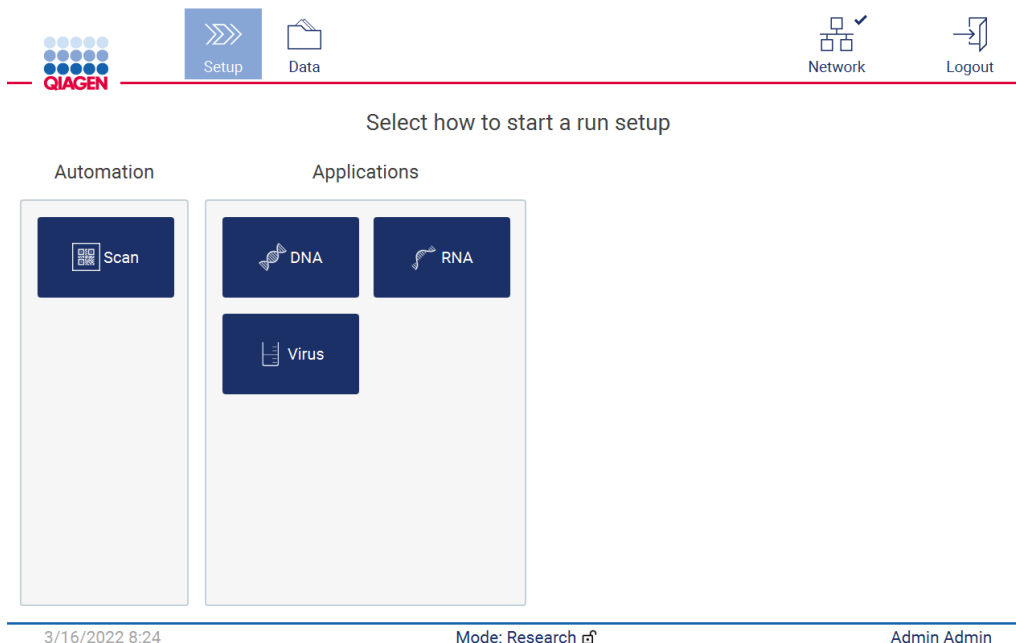 QIAGEN
Setup
Data
Network
Logout
Select how to start a run setup
Automation
Applications
Scan
DNA
RNA
Virus
3/16/2022 8:24
Mode: Research
Admin Admin